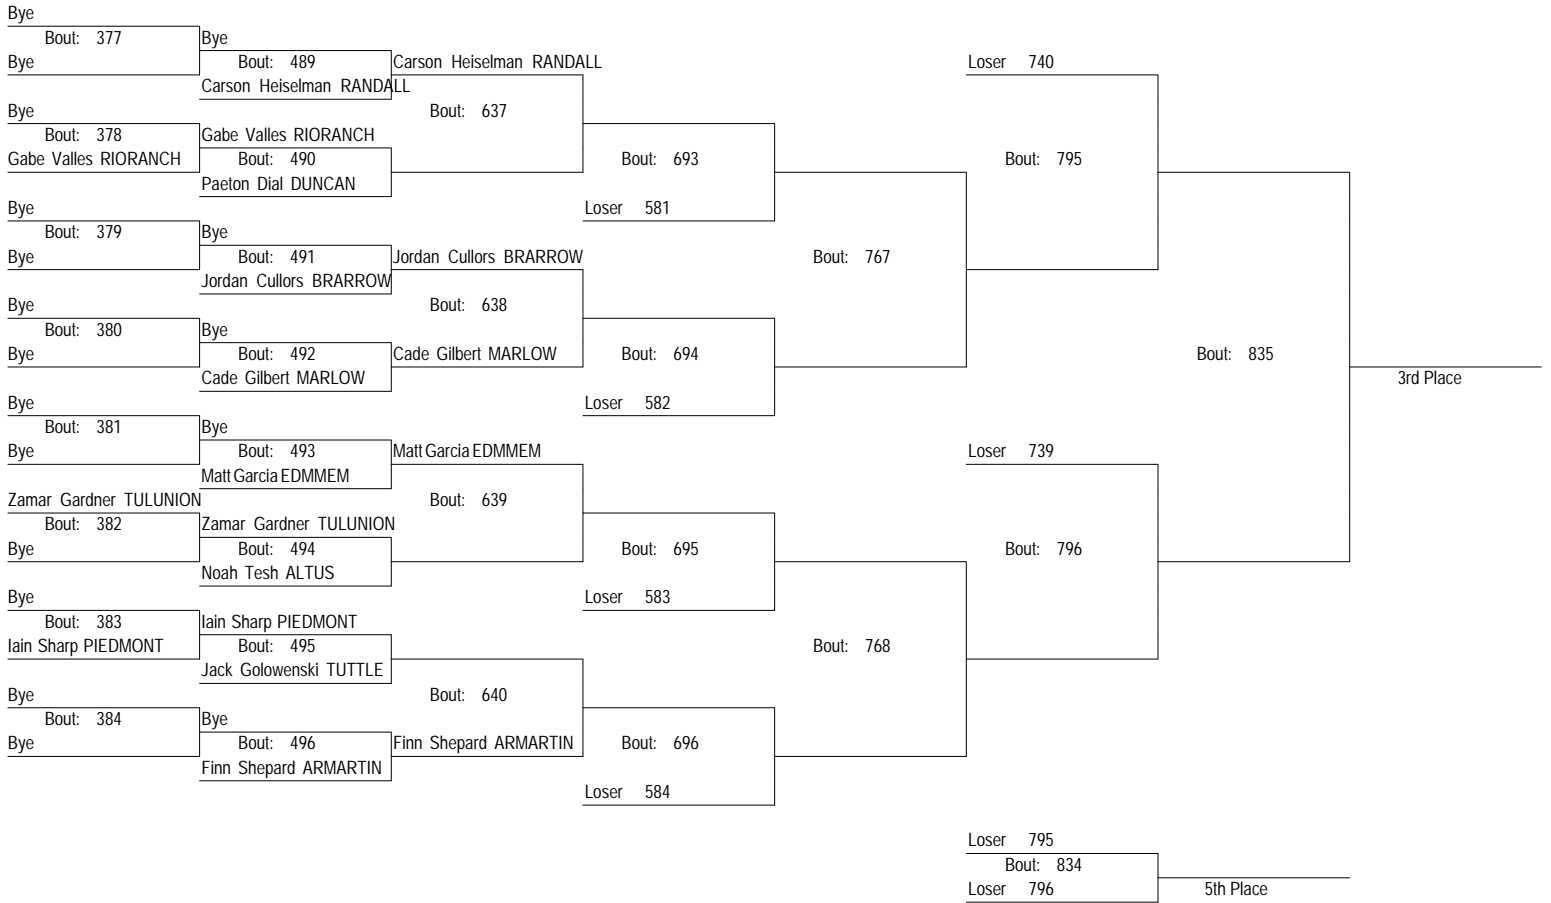 Bye
Bout: 377
Bye
Bye
Bout: 489
Carson Heiselman RANDALL
Carson Heiselman RANDALL
Bout: 637
Bye
Bout: 378
Gabe Valles RIORANCH
Gabe Valles RIORANCH
Bout: 490
Paeton Dial DUNCAN
Bout: 693
Loser 581
Bye
Bout: 379
Bye
Bye
Bout: 491
Jordan Cullors BRARROW
Jordan Cullors BRARROW
Bout: 638
Bye
Bout: 380
Bye
Bye
Bout: 492
Cade Gilbert MARLOW
Cade Gilbert MARLOW
Bout: 694
Loser 582
Bout: 767
Loser 740
Bout: 795
Bye
Bout: 381
Bye
Bye
Bout: 493
Matt Garcia EDMMEM
Matt Garcia EDMMEM
Bout: 639
Zamar Gardner TULUNION
Bout: 382
Bye
Zamar Gardner TULUNION
Bout: 494
Noah Tesh ALTUS
Bout: 695
Loser 583
Bye
Bout: 383
Iain Sharp PIEDMONT
Iain Sharp PIEDMONT
Bout: 495
Jack Golowenski TUTTLE
Bout: 640
Bye
Bout: 384
Bye
Bye
Bout: 496
Finn Shepard ARMARTIN
Finn Shepard ARMARTIN
Bout: 696
Loser 584
Bout: 768
Loser 739
Bout: 796
Bout: 835
3rd Place
Loser 795
Bout: 834
Loser 796
5th Place